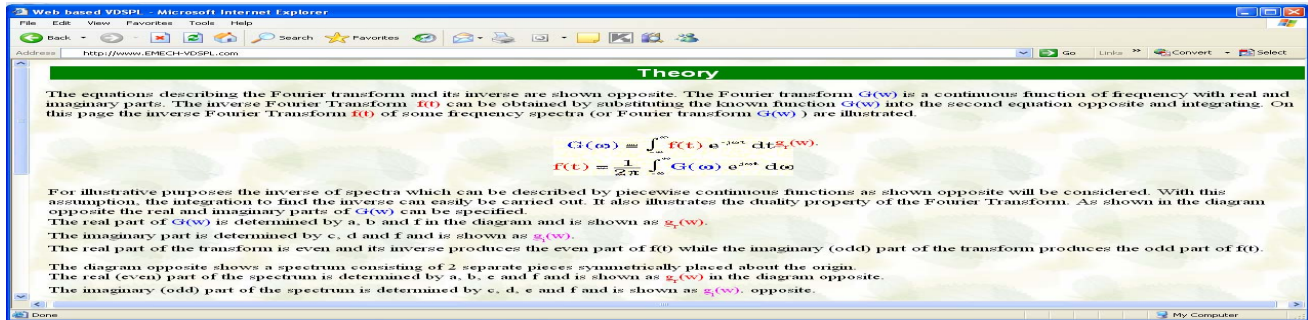 Web based VDSPL - Microsoft Internet Explorer
File Edit View Favorites Tools Help
Back Search Favorites
Address http://www.EMECH-VDSPL.com Go Links » Convert Select
Theory
The equations describing the Fourier transform and its inverse are shown opposite. The Fourier transform G(w) is a continuous function of frequency with real and
imaginary parts. The inverse Fourier Transform f(t) can be obtained by substituting the known function G(w) into the second equation opposite and integrating. On
this page the inverse Fourier Transform f(t) of some frequency spectra (or Fourier transform G(w) ) are illustrated.
G(ω) = ∫_{-∞}^{∞} f(t) e^{-jωt} dt g_r(w).
f(t) = 1/2π ∫_{-∞}^{∞} G(ω) e^{jωt} dω
For illustrative purposes the inverse of spectra which can be described by piecewise continuous functions as shown opposite will be considered. With this
assumption, the integration to find the inverse can easily be carried out. It also illustrates the duality property of the Fourier Transform. As shown in the diagram
opposite the real and imaginary parts of G(w) can be specified.
The real part of G(w) is determined by a, b and f in the diagram and is shown as g_r(w).
The imaginary part is determined by c, d and f and is shown as g_i(w).
The real part of the transform is even and its inverse produces the even part of f(t) while the imaginary (odd) part of the transform produces the odd part of f(t).
The diagram opposite shows a spectrum consisting of 2 separate pieces symmetrically placed about the origin.
The real (even) part of the spectrum is determined by a, b, e and f and is shown as g_r(w) in the diagram opposite.
The imaginary (odd) part of the spectrum is determined by c, d, e and f and is shown as g_i(w). opposite.
Done My Computer